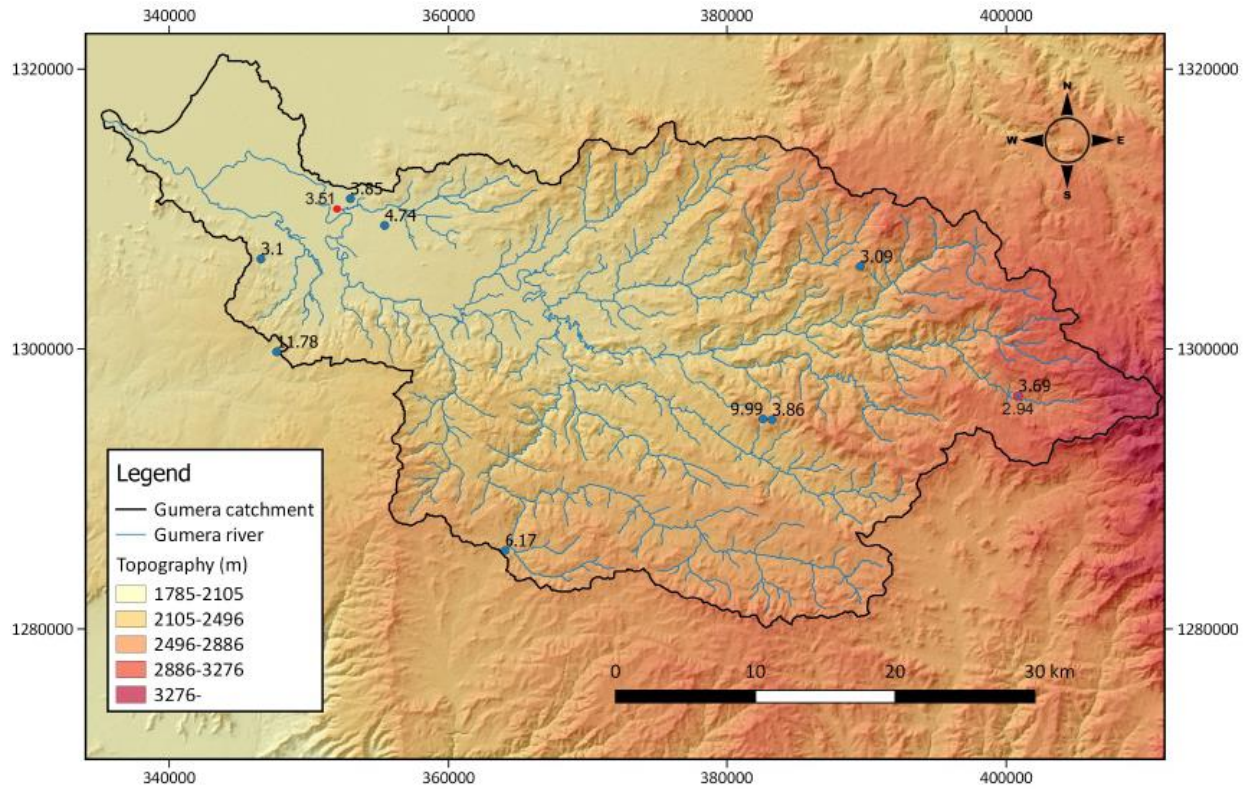 340000 360000 380000 400000
1320000 1320000
N
W E
S
3.85
3.51
4.74
3.1
3.09
11.78
1300000 1300000
3.69
2.94
9.99 3.86
6.17
Legend
Gumera catchment
Gumera river
Topography (m)
1785-2105
2105-2496
2496-2886
2886-3276
3276-
1280000 1280000
0 10 20 30 km
340000 360000 380000 400000